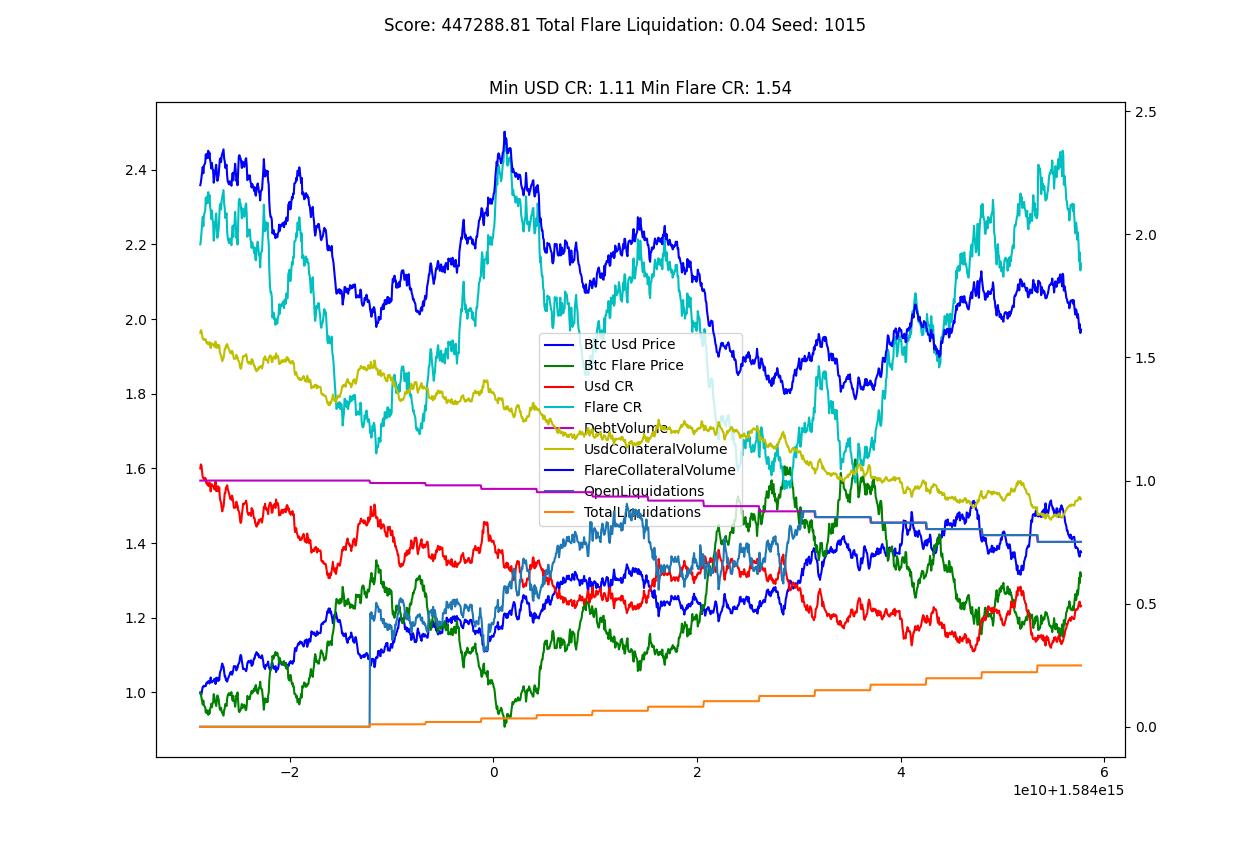 Score: 447288.81 Total Flare Liquidation: 0.04 Seed: 1015
Min USD CR: 1.11 Min Flare CR: 1.54
2.4
2.2
2.0
1.8
1.6
1.4
1.2
1.0
2.5
2.0
1.5
1.0
0.5
0.0
Btc Usd Price
Btc Flare Price
Usd CR
Flare CR
DebtVolume
UsdCollateralVolume
FlareCollateralVolume
OpenLiquidations
TotalLiquidations
−2
0
2
4
6
1e10+1.584e15